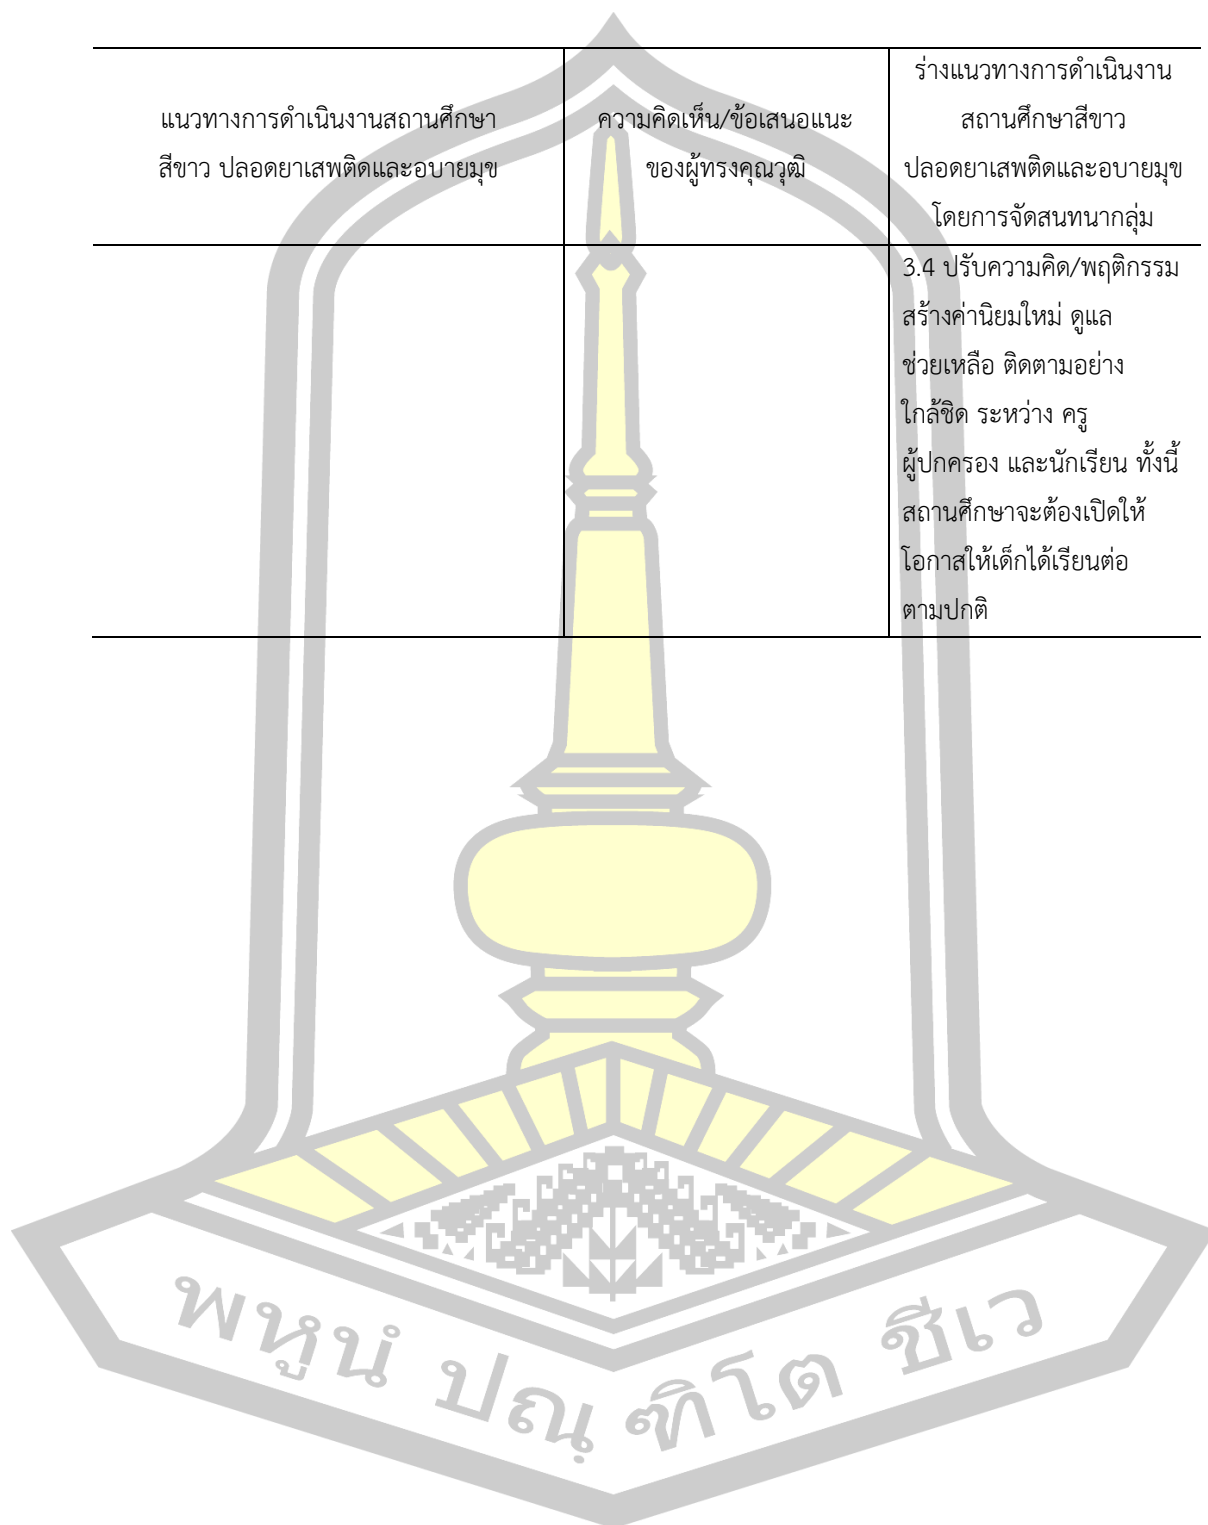 แนวทางการดำเนินงานสถานศึกษา
สีขาว ปลอดยาเสพติดและอบายมุข
ความคิดเห็น/ข้อเสนอแนะ
ของผู้ทรงคุณวุฒิ
ร่างแนวทางการดำเนินงาน
สถานศึกษาสีขาว
ปลอดยาเสพติดและอบายมุข
โดยการจัดสนทนากลุ่ม
3.4 ปรับความคิด/พฤติกรรม
สร้างค่านิยมใหม่ ดูแล
ช่วยเหลือ ติดตามอย่าง
ใกล้ชิด ระหว่าง ครู
ผู้ปกครอง และนักเรียน ทั้งนี้
สถานศึกษาจะต้องเปิดให้
โอกาสให้เด็กได้เรียนต่อ
ตามปกติ
พหูนํ ปณฺฑิโต ชีเว